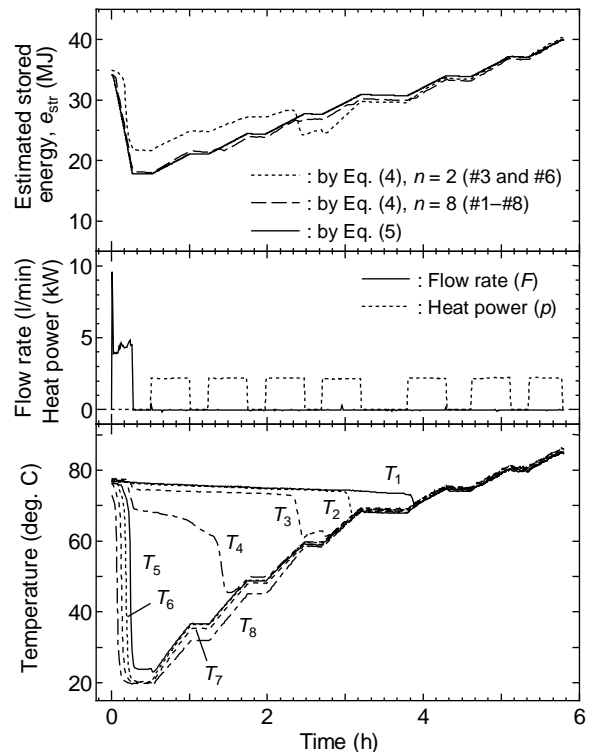 Estimated stored
energy, e_str (MJ)
40
30
20
10
: by Eq. (4), n = 2 (#3 and #6)
: by Eq. (4), n = 8 (#1–#8)
: by Eq. (5)
Flow rate (l/min)
Heat power (kW)
10
5
0
: Flow rate (F)
: Heat power (p)
Temperature (deg. C)
80
60
40
20
T1
T2
T3
T4
T5
T6
T7
T8
0 2 4 6
Time (h)